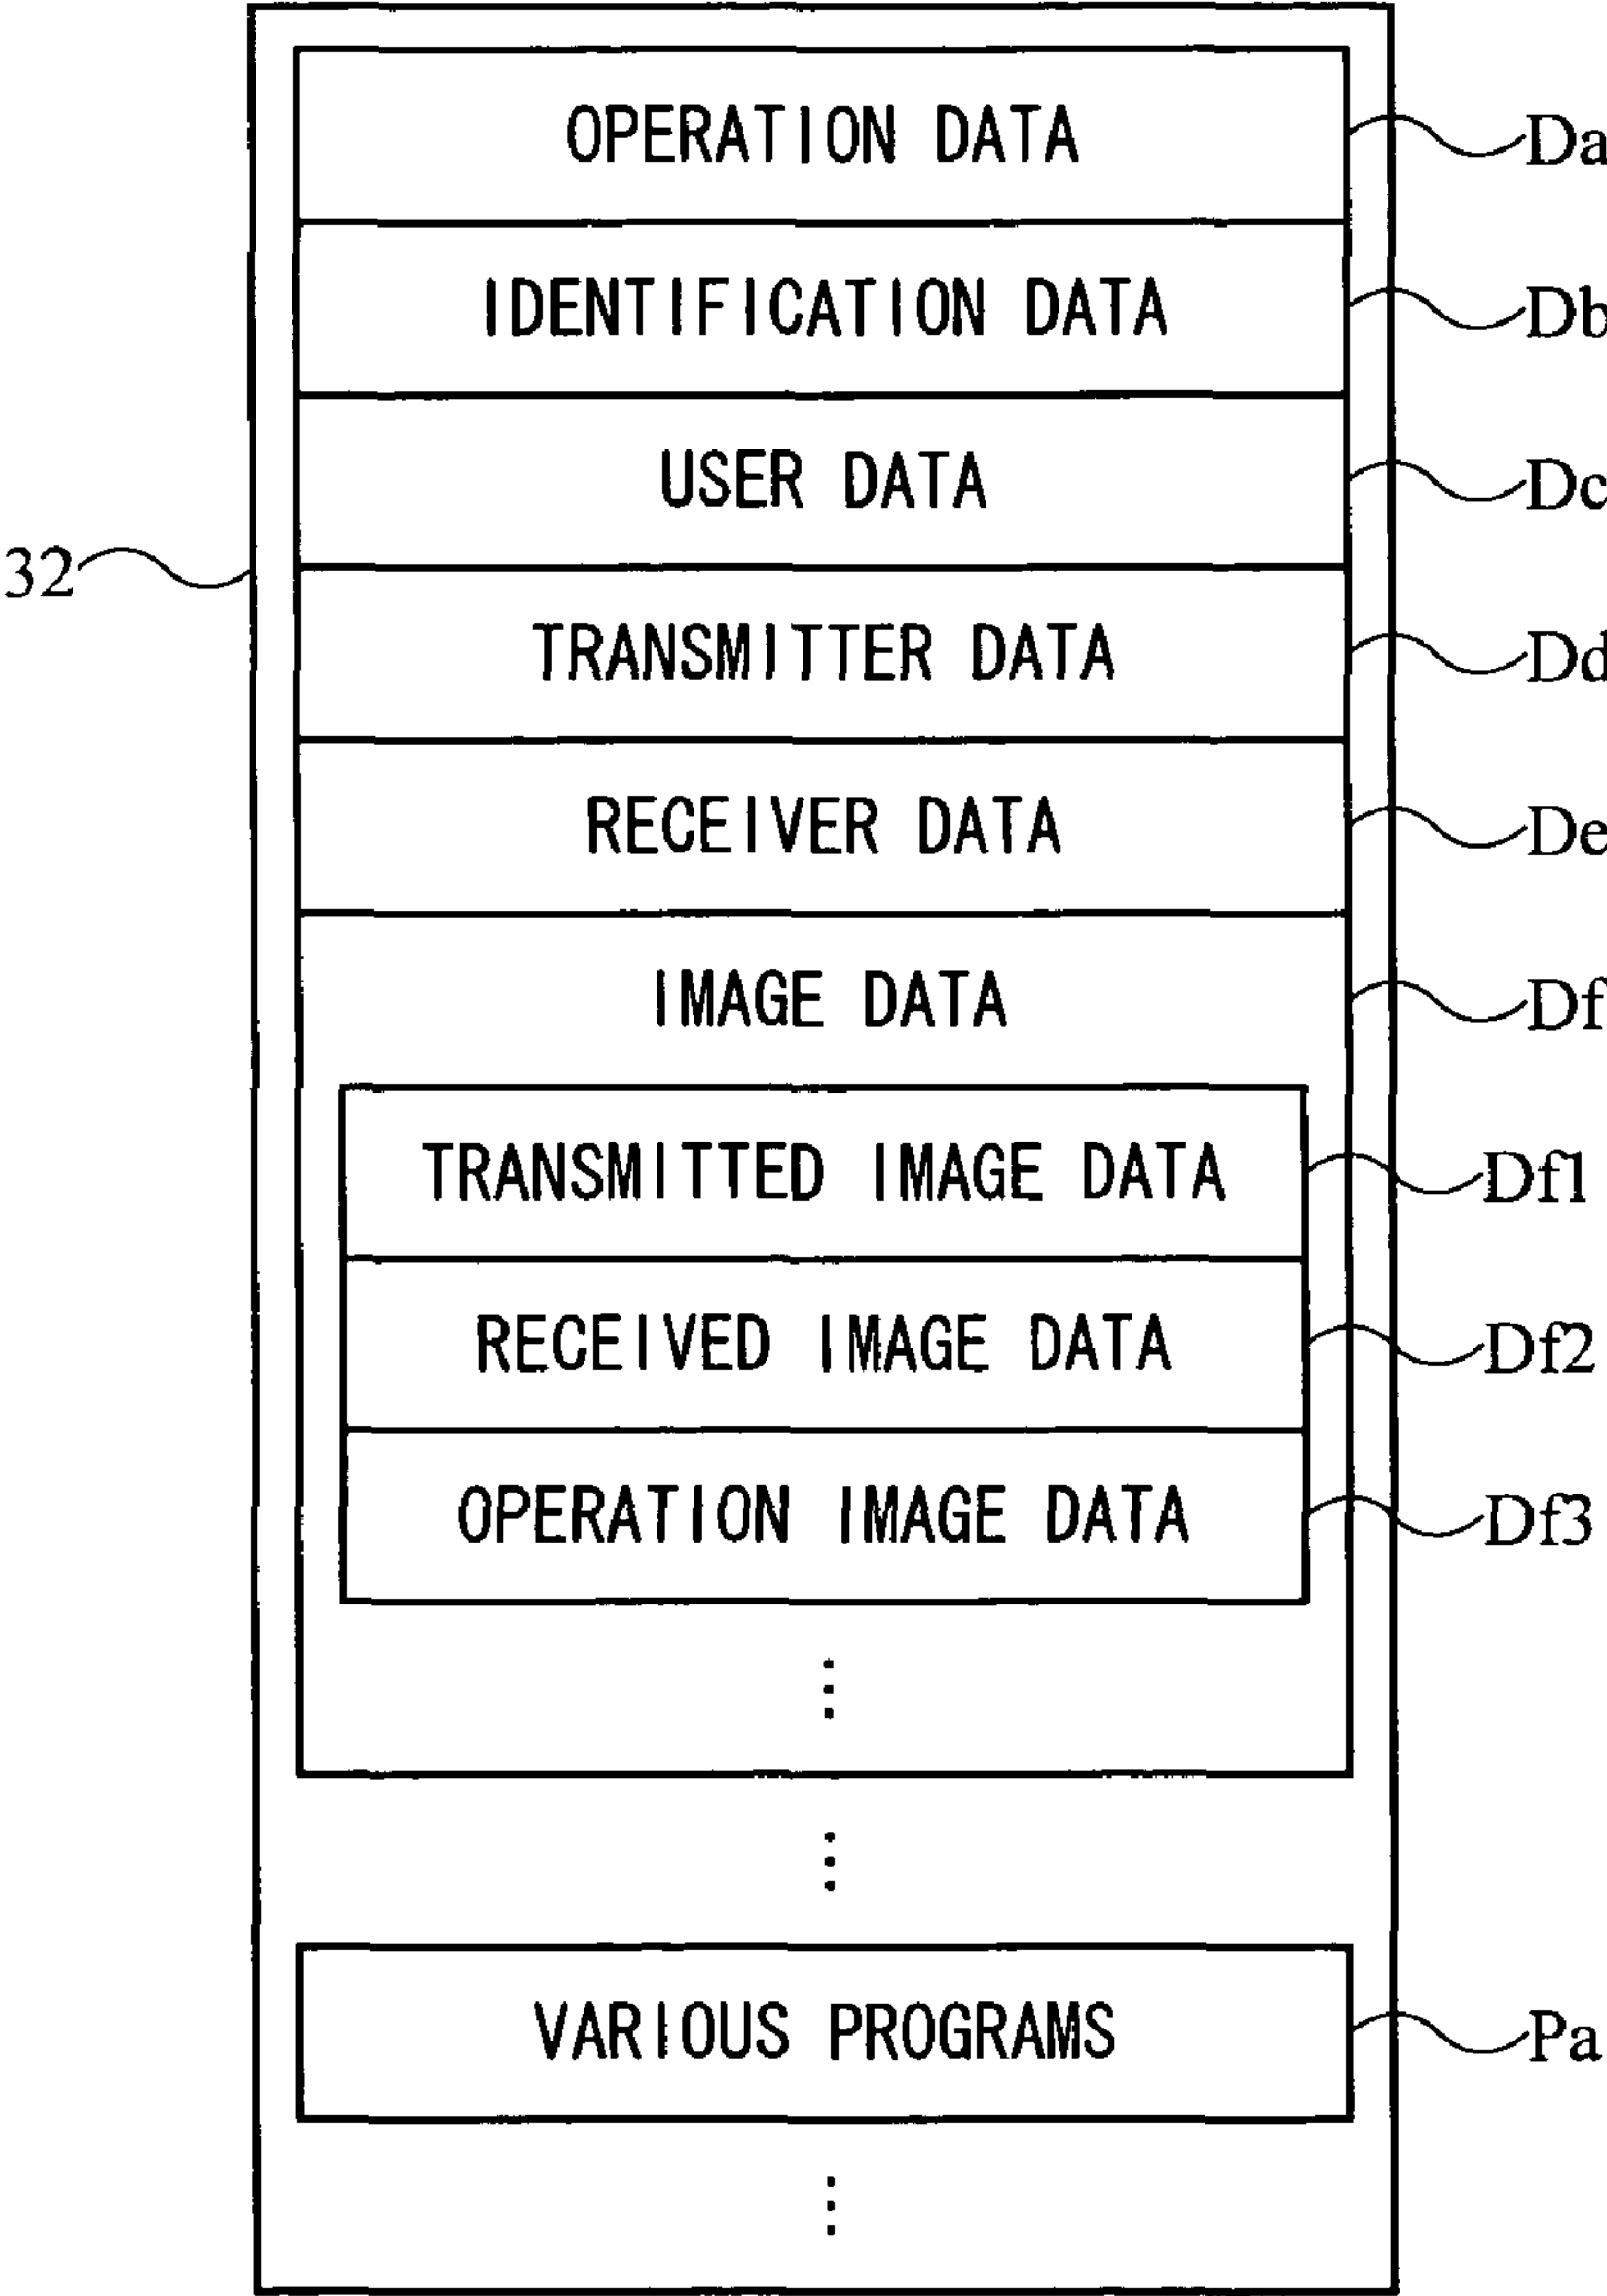 OPERATION DATA Da
IDENTIFICATION DATA Db
USER DATA Dc
32
TRANSMITTER DATA Dd
RECEIVER DATA De
IMAGE DATA Df
TRANSMITTED IMAGE DATA Df1
RECEIVED IMAGE DATA Df2
OPERATION IMAGE DATA Df3
VARIOUS PROGRAMS Pa